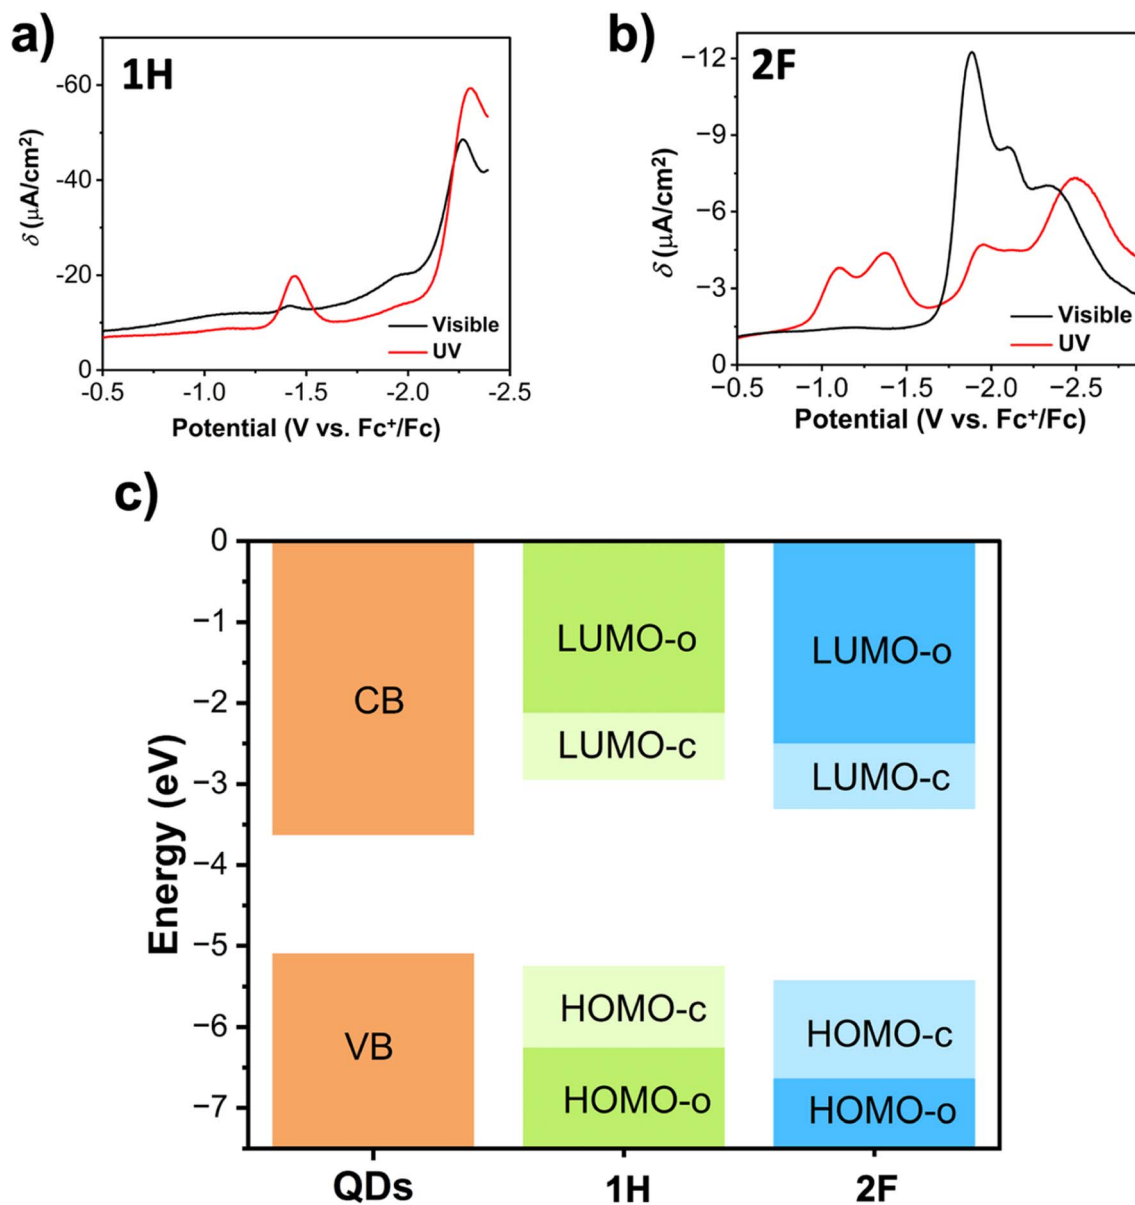 a)
1H
-60
-40
-20
0
δ (μA/cm²)
Visible
UV
-0.5 -1.0 -1.5 -2.0 -2.5
Potential (V vs. Fc⁺/Fc)
b)
2F
−12
−9
−6
−3
0
δ (μA/cm²)
Visible
UV
−0.5 −1.0 −1.5 −2.0 −2.5
Potential (V vs. Fc⁺/Fc)
c)
0
−1
−2
−3
−4
−5
−6
−7
Energy (eV)
CB
VB
LUMO-o
LUMO-c
HOMO-c
HOMO-o
LUMO-o
LUMO-c
HOMO-c
HOMO-o
QDs 1H 2F